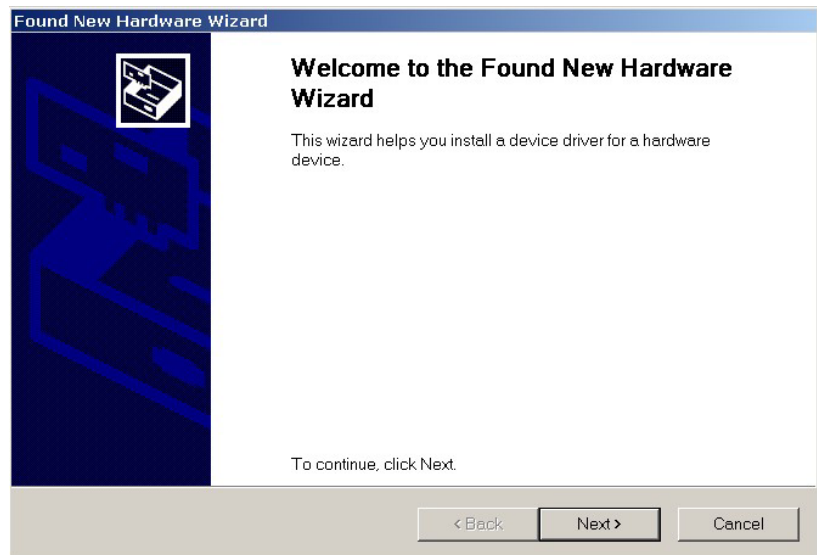 Found New Hardware Wizard
Welcome to the Found New Hardware
Wizard
This wizard helps you install a device driver for a hardware
device.
To continue, click Next.
< Back Next > Cancel